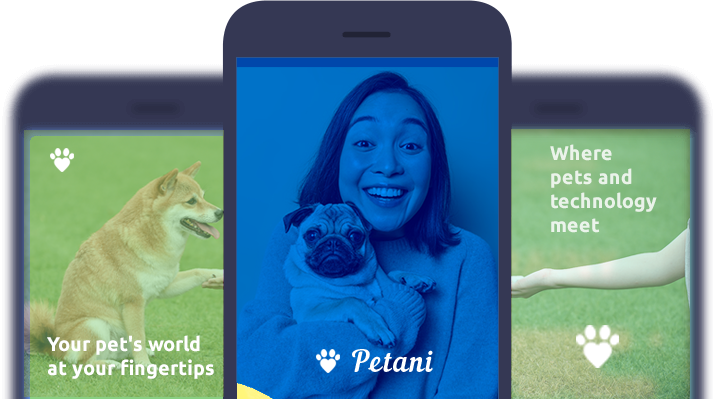 Your pet's world
at your fingertips
Petani
Where
pets and
technology
meet